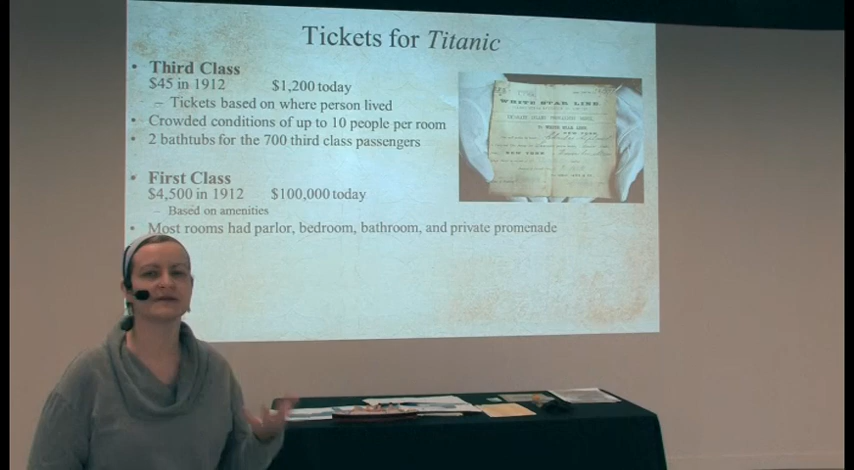 Tickets for Titanic
• Third Class
$45 in 1912 $1,200 today
– Tickets based on where person lived
• Crowded conditions of up to 10 people per room
• 2 bathtubs for the 700 third class passengers
• First Class
$4,500 in 1912 $100,000 today
– Based on amenities
• Most rooms had parlor, bedroom, bathroom, and private promenade
WHITE STAR LINE.
NEW YORK